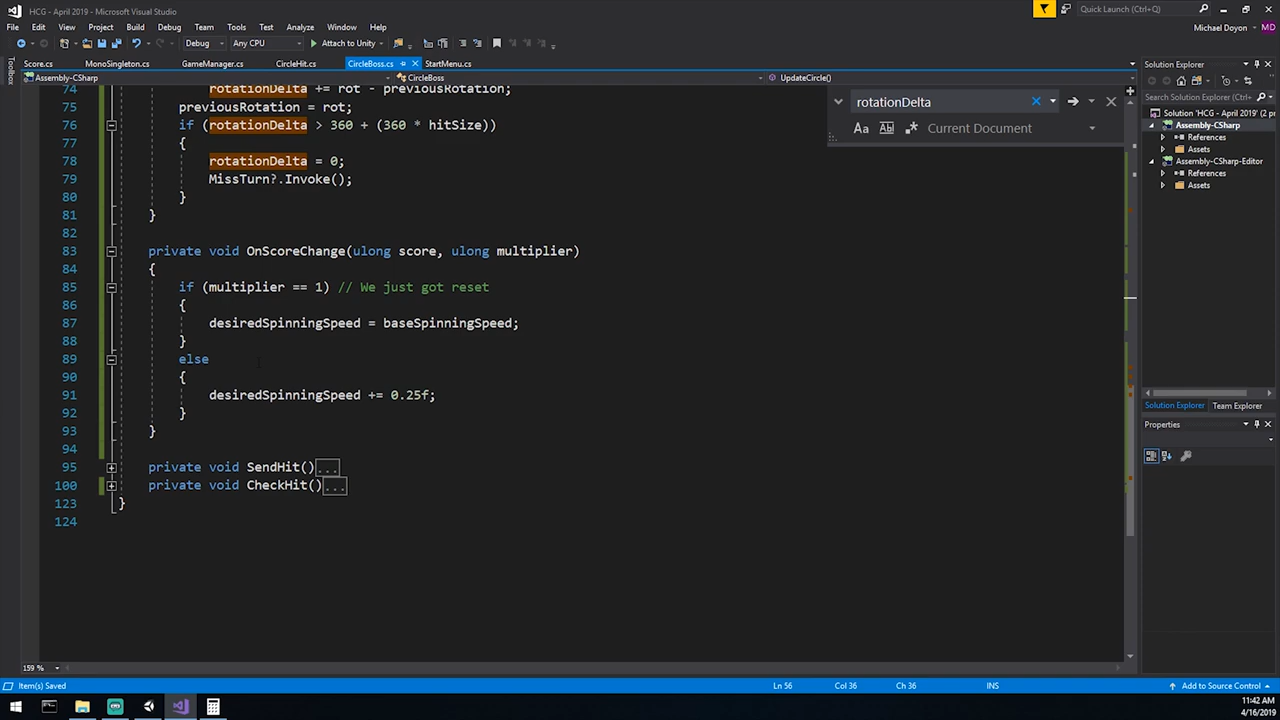 HCG - April 2019* - Microsoft Visual Studio
Quick Launch (Ctrl+Q)
File Edit View Project Build Debug Team Tools Test Analyze Window Help
Michael Doyon MD
Debug Any CPU Attach to Unity
Score.cs MonoSingleton.cs GameManager.cs CircleHit.cs CircleBoss.cs StartMenu.cs
Assembly-CSharp CircleBoss UpdateCircle()
Toolbox
74 rotationDelta += rot - previousRotation;
75 previousRotation = rot;
76 if (rotationDelta > 360 + (360 * hitSize))
77 {
78 rotationDelta = 0;
79 MissTurn?.Invoke();
80 }
81 }
82
83 private void OnScoreChange(ulong score, ulong multiplier)
84 {
85 if (multiplier == 1) // We just got reset
86 {
87 desiredSpinningSpeed = baseSpinningSpeed;
88 }
89 else
90 {
91 desiredSpinningSpeed += 0.25f;
92 }
93 }
94
95 private void SendHit()...
100 private void CheckHit()...
123 }
124
rotationDelta
Aa Ab Current Document
Solution Explorer
Search Solution Explorer (Ctrl+
Solution 'HCG - April 2019' (2 p
Assembly-CSharp
References
Assets
Assembly-CSharp-Editor
References
Assets
Solution Explorer Team Explorer
Properties
159 %
Item(s) Saved Ln 56 Col 36 Ch 36 INS Add to Source Control
11:42 AM
4/16/2019